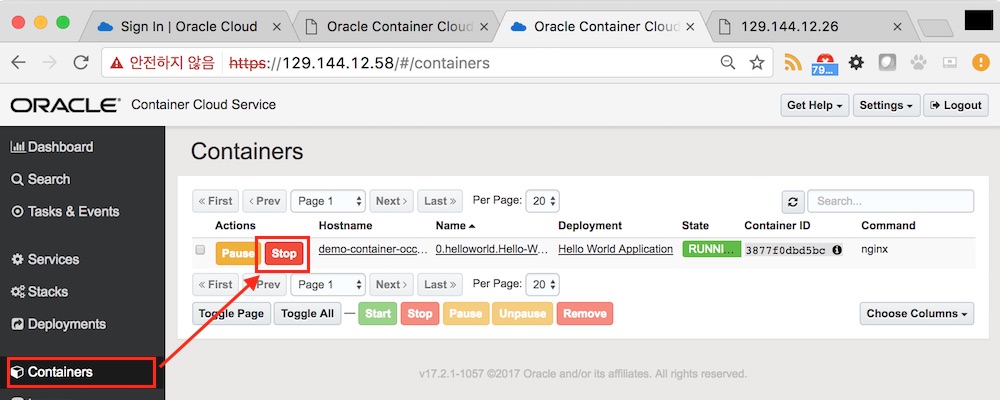 Sign In | Oracle Cloud
Oracle Container Cloud
Oracle Container Cloud
129.144.12.26
안전하지 않음 https://129.144.12.58/#/containers
79...
ORACLE® Container Cloud Service
Get Help
Settings
Logout
Dashboard
Search
Tasks & Events
Services
Stacks
Deployments
Containers
Containers
« First
‹ Prev
Page 1
Next ›
Last »
Per Page: 20
Search...
Actions Hostname Name Deployment State Container ID Command
Pause Stop demo-container-occ... 0.helloworld.Hello-W... Hello World Application RUNNI... 3877f0dbd5bc nginx
« First
Prev
Page 1
Next ›
Last »
Per Page: 20
Toggle Page
Toggle All
Start
Stop
Pause
Unpause
Remove
Choose Columns
v17.2.1-1057 ©2017 Oracle and/or its affiliates. All rights reserved.